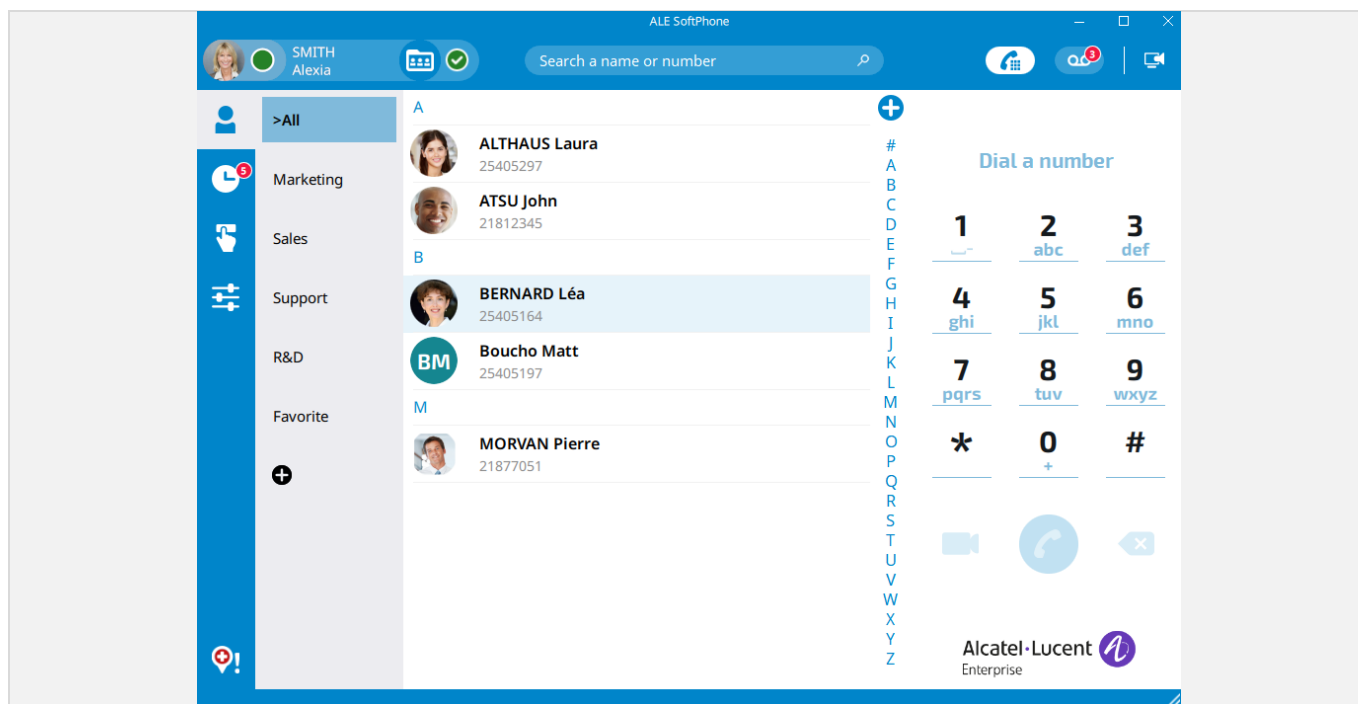 ALE SoftPhone
SMITH
Alexia
Search a name or number
3
5
>All
Marketing
Sales
Support
R&D
Favorite
A
ALTHAUS Laura
25405297
ATSU John
21812345
B
BERNARD Léa
25405164
BM
Boucho Matt
25405197
M
MORVAN Pierre
21877051
#
A
B
C
D
E
F
G
H
I
J
K
L
M
N
O
P
Q
R
S
T
U
V
W
X
Y
Z
Dial a number
1 2 3
abc def
4 5 6
ghi jkl mno
7 8 9
pqrs tuv wxyz
* 0 #
+
Alcatel·Lucent
Enterprise
!